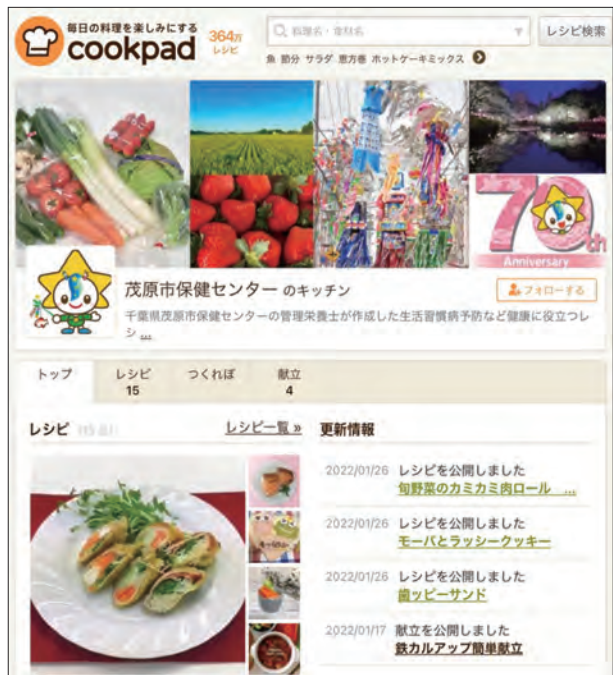 毎日の料理を楽しみにする
cookpad
364万
レシピ
料理名・食材名
レシピ検索
魚 節分 サラダ 恵方巻 ホットケーキミックス
70th
Anniversary
茂原市保健センター のキッチン
フォローする
千葉県茂原市保健センターの管理栄養士が作成した生活習慣病予防など健康に役立つレ
シ ...
トップ
レシピ
15
つくれぽ
献立
4
レシピ (15品)
レシピ一覧 »
更新情報
2022/01/26 レシピを公開しました
旬野菜のカミカミ肉ロール ...
2022/01/26 レシピを公開しました
モーバとラッシークッキー
2022/01/26 レシピを公開しました
歯ッピーサンド
2022/01/17 献立を公開しました
鉄カルアップ簡単献立